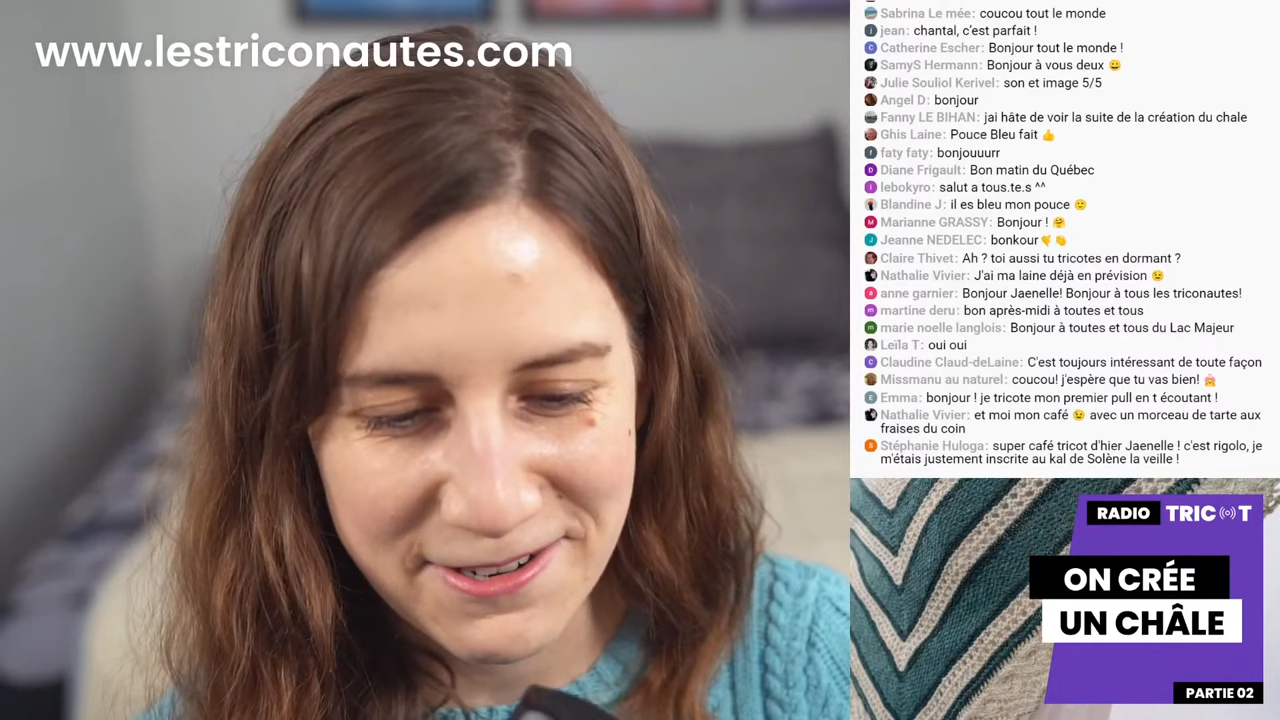 www.lestriconautes.com
Sabrina Le mée: coucou tout le monde
jean: chantal, c'est parfait !
Catherine Escher: Bonjour tout le monde !
SamyS Hermann: Bonjour à vous deux 😀
Julie Souliol Kerivel: son et image 5/5
Angel D: bonjour
Fanny LE BIHAN: jai hâte de voir la suite de la création du chale
Ghis Laine: Pouce Bleu fait 👍
faty faty: bonjouuurr
Diane Frigault: Bon matin du Québec
lebokyro: salut a tous.te.s ^^
Blandine J: il es bleu mon pouce 🙂
Marianne GRASSY: Bonjour ! 🤗
Jeanne NEDELEC: bonkour
Claire Thivet: Ah ? toi aussi tu tricotes en dormant ?
Nathalie Vivier: J'ai ma laine déjà en prévision 😉
anne garnier: Bonjour Jaenelle! Bonjour à tous les triconautes!
martine deru: bon après-midi à toutes et tous
marie noelle langlois: Bonjour à toutes et tous du Lac Majeur
Leïla T: oui oui
Claudine Claud-deLaine: C'est toujours intéressant de toute façon
Missmanu au naturel: coucou! j'espère que tu vas bien!
Emma: bonjour ! je tricote mon premier pull en t écoutant !
Nathalie Vivier: et moi mon café 😉 avec un morceau de tarte aux
fraises du coin
Stéphanie Huloga: super café tricot d'hier Jaenelle ! c'est rigolo, je
m'étais justement inscrite au kal de Solène la veille !
RADIO TRICOT
ON CRÉE
UN CHÂLE
PARTIE 02